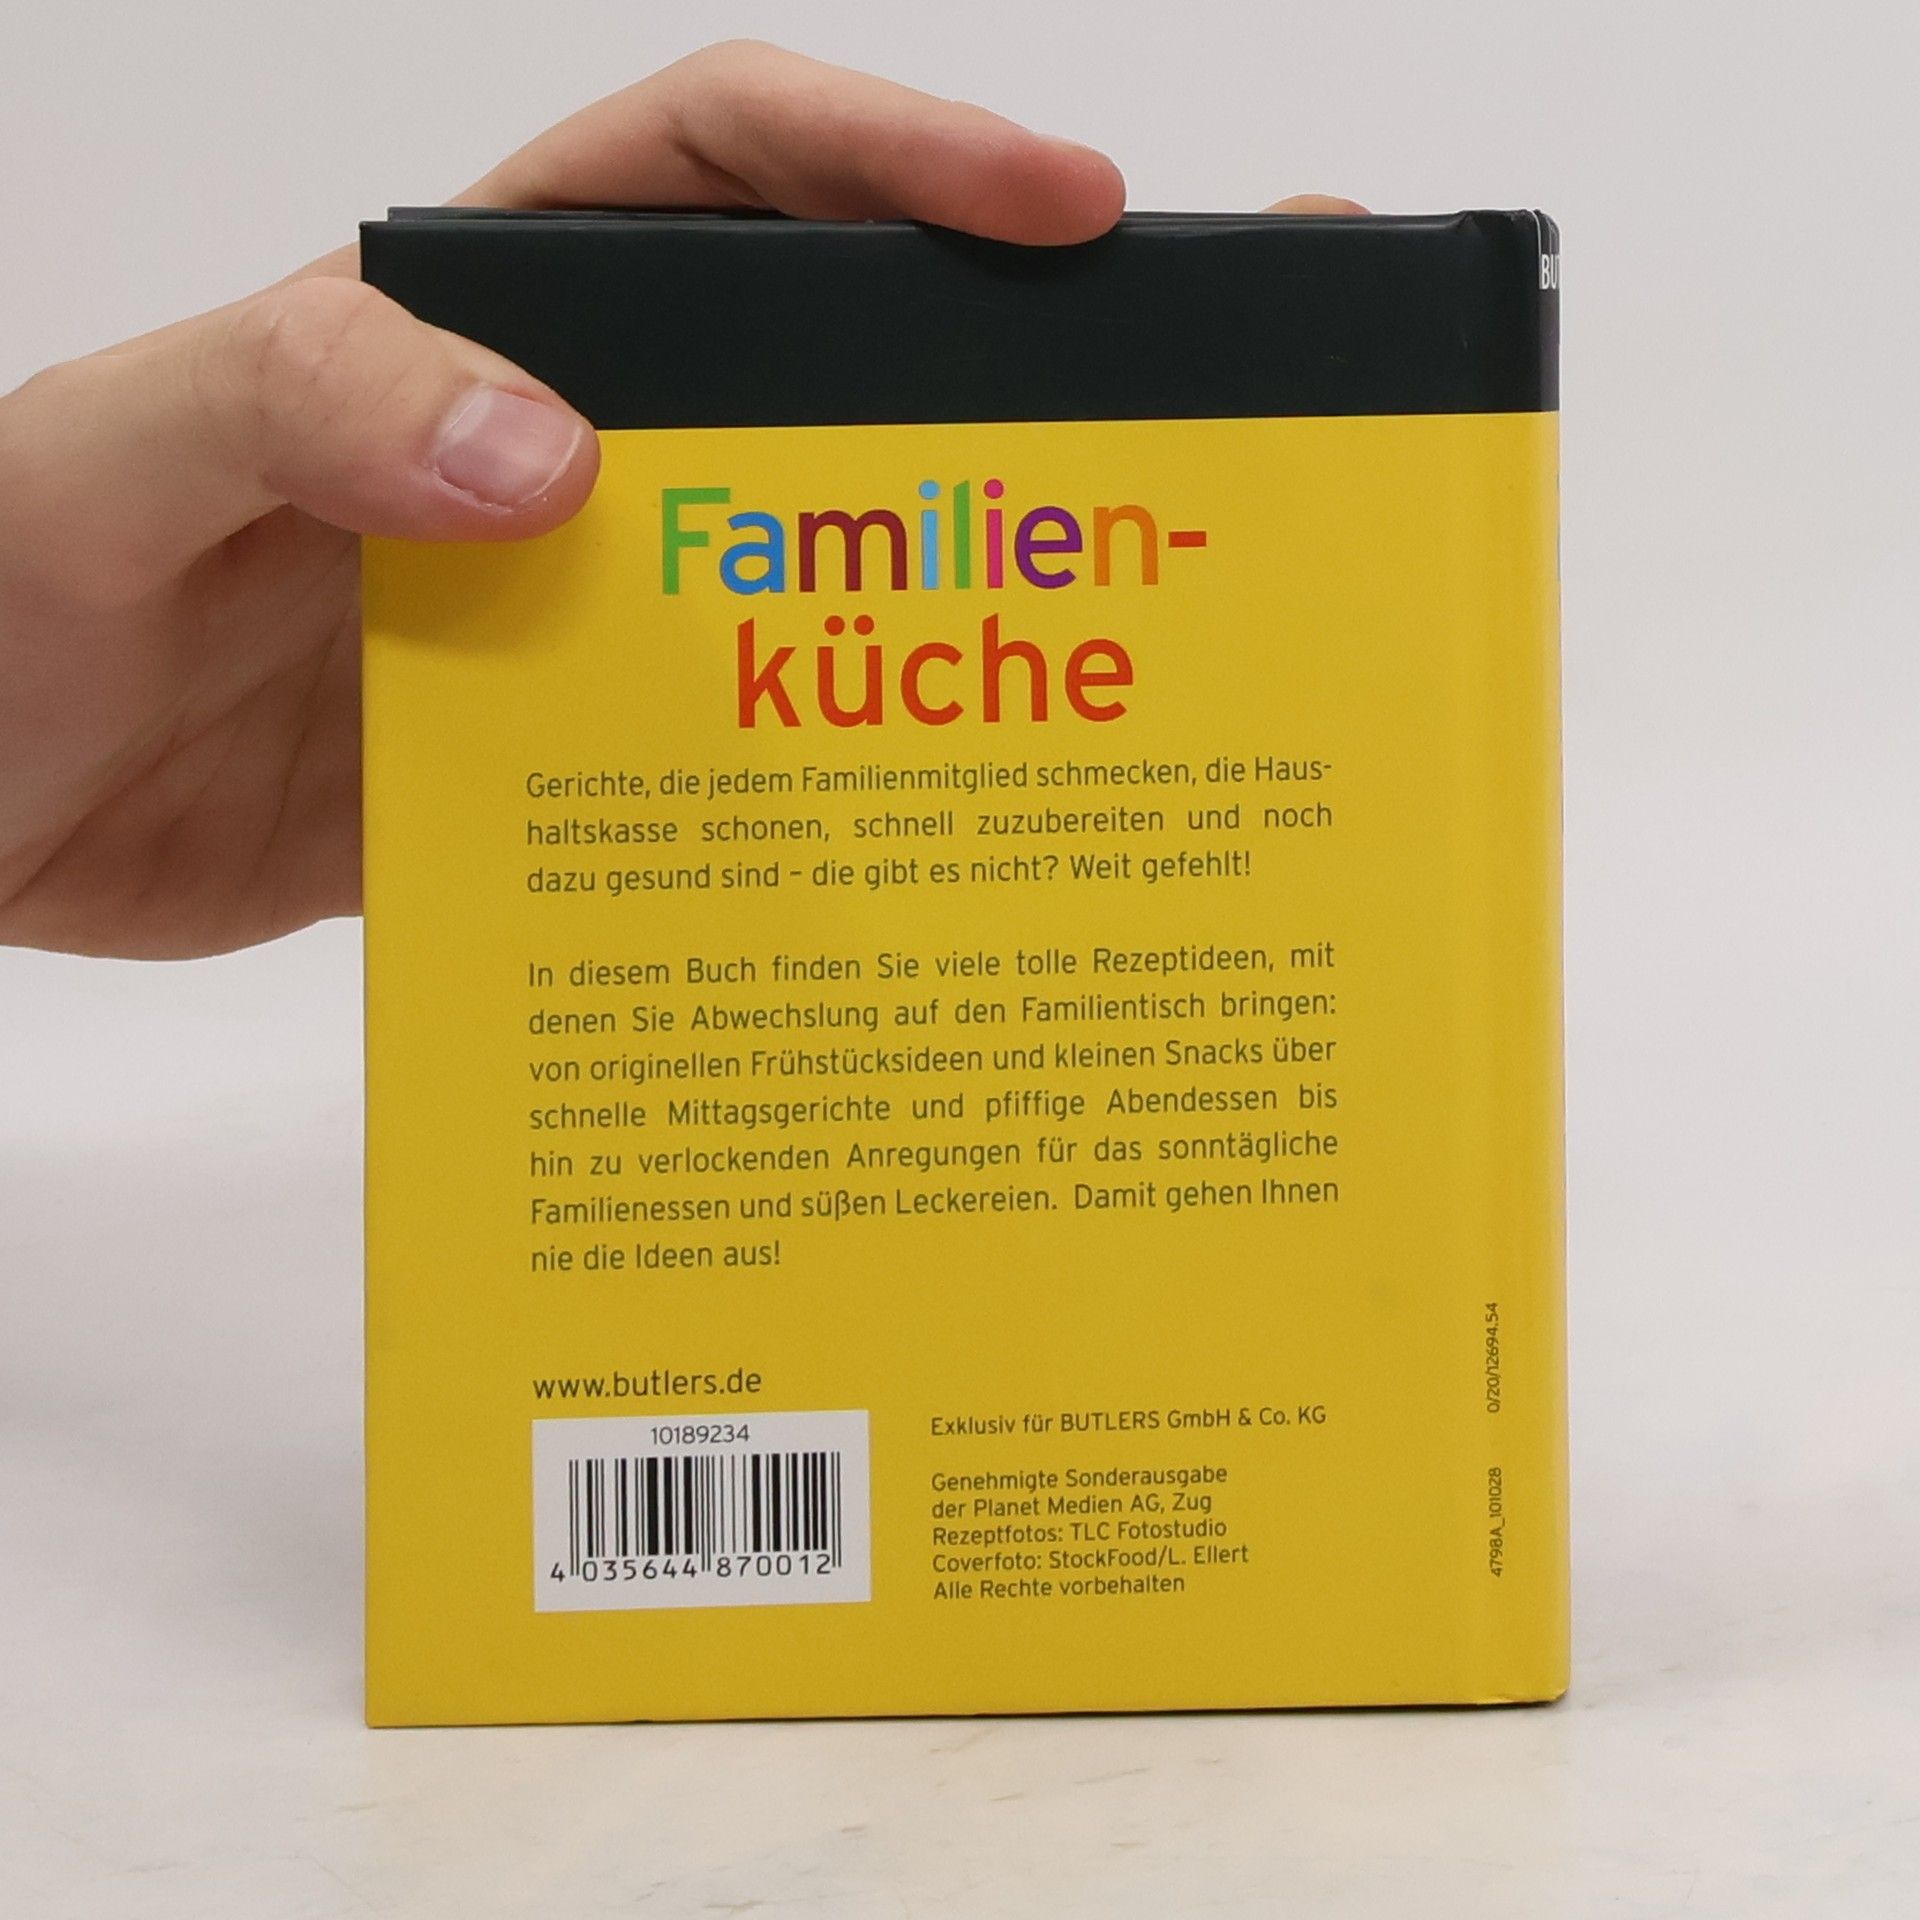 BUT
Familien-
küche
Gerichte, die jedem Familienmitglied schmecken, die Haus-
haltskasse schonen, schnell zuzubereiten und noch
dazu gesund sind – die gibt es nicht? Weit gefehlt!
In diesem Buch finden Sie viele tolle Rezeptideen, mit
denen Sie Abwechslung auf den Familientisch bringen:
von originellen Frühstücksideen und kleinen Snacks über
schnelle Mittagsgerichte und pfiffige Abendessen bis
hin zu verlockenden Anregungen für das sonntägliche
Familienessen und süßen Leckereien. Damit gehen Ihnen
nie die Ideen aus!
www.butlers.de
10189234
4 035644 870012
Exklusiv für BUTLERS GmbH & Co. KG
Genehmigte Sonderausgabe
der Planet Medien AG, Zug
Rezeptfotos: TLC Fotostudio
Coverfoto: StockFood/L. Ellert
Alle Rechte vorbehalten
4798A_101028 0/20/12694.54